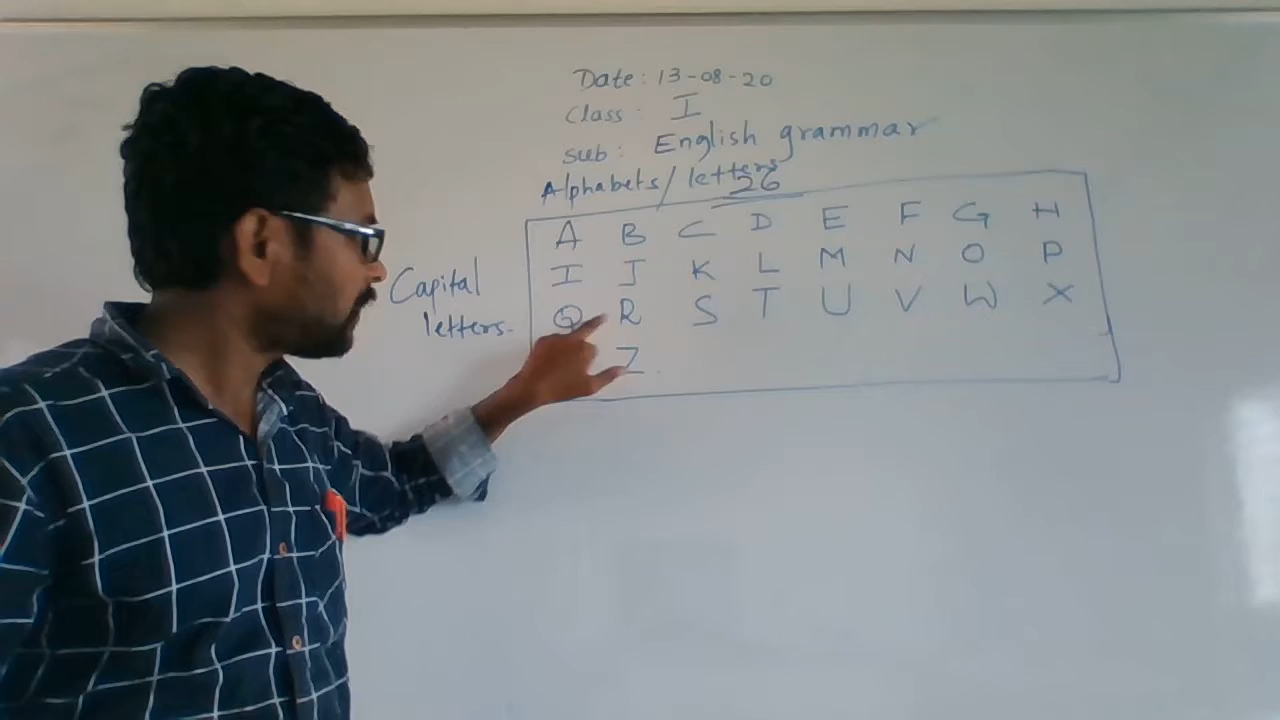 Date: 13-08-20
Class: I
Sub: English grammar
Alphabets/letters
26
Capital
letters.
A B C D E F G H
I J K L M N O P
Q R S T U V W X
Z